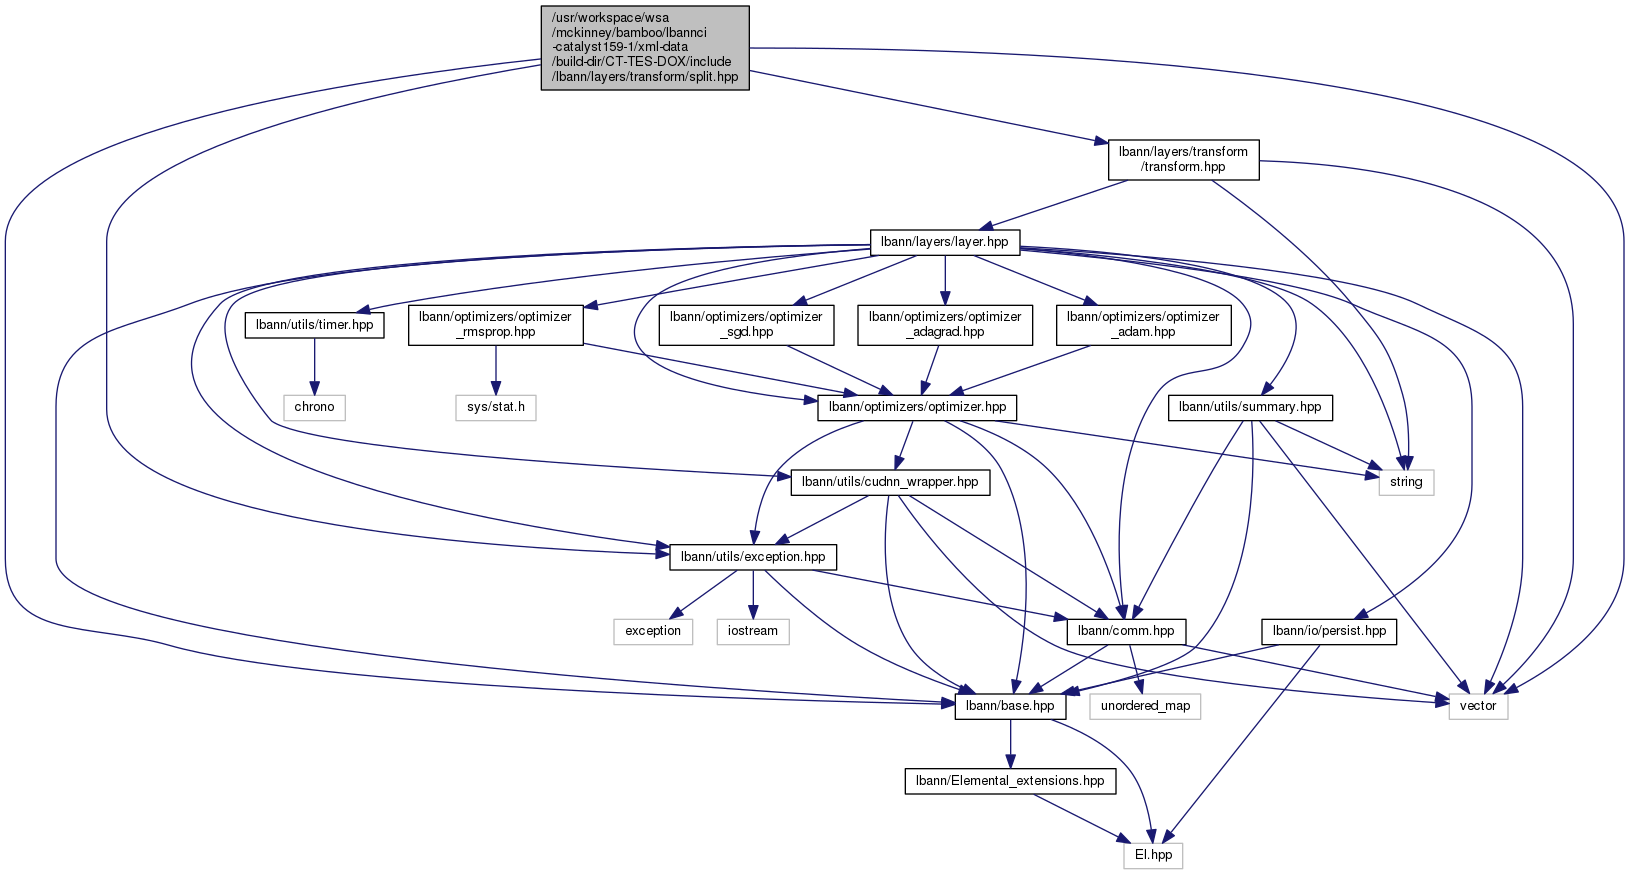 /usr/workspace/wsa
/mckinney/bamboo/lbannci
-catalyst159-1/xml-data
/build-dir/CT-TES-DOX/include
/lbann/layers/transform/split.hpp
lbann/layers/transform
/transform.hpp
lbann/layers/layer.hpp
lbann/utils/timer.hpp
lbann/optimizers/optimizer
_rmsprop.hpp
lbann/optimizers/optimizer
_sgd.hpp
lbann/optimizers/optimizer
_adagrad.hpp
lbann/optimizers/optimizer
_adam.hpp
chrono
sys/stat.h
lbann/optimizers/optimizer.hpp
lbann/utils/summary.hpp
lbann/utils/cudnn_wrapper.hpp
string
lbann/utils/exception.hpp
exception
iostream
lbann/comm.hpp
lbann/io/persist.hpp
lbann/base.hpp
unordered_map
vector
lbann/Elemental_extensions.hpp
El.hpp